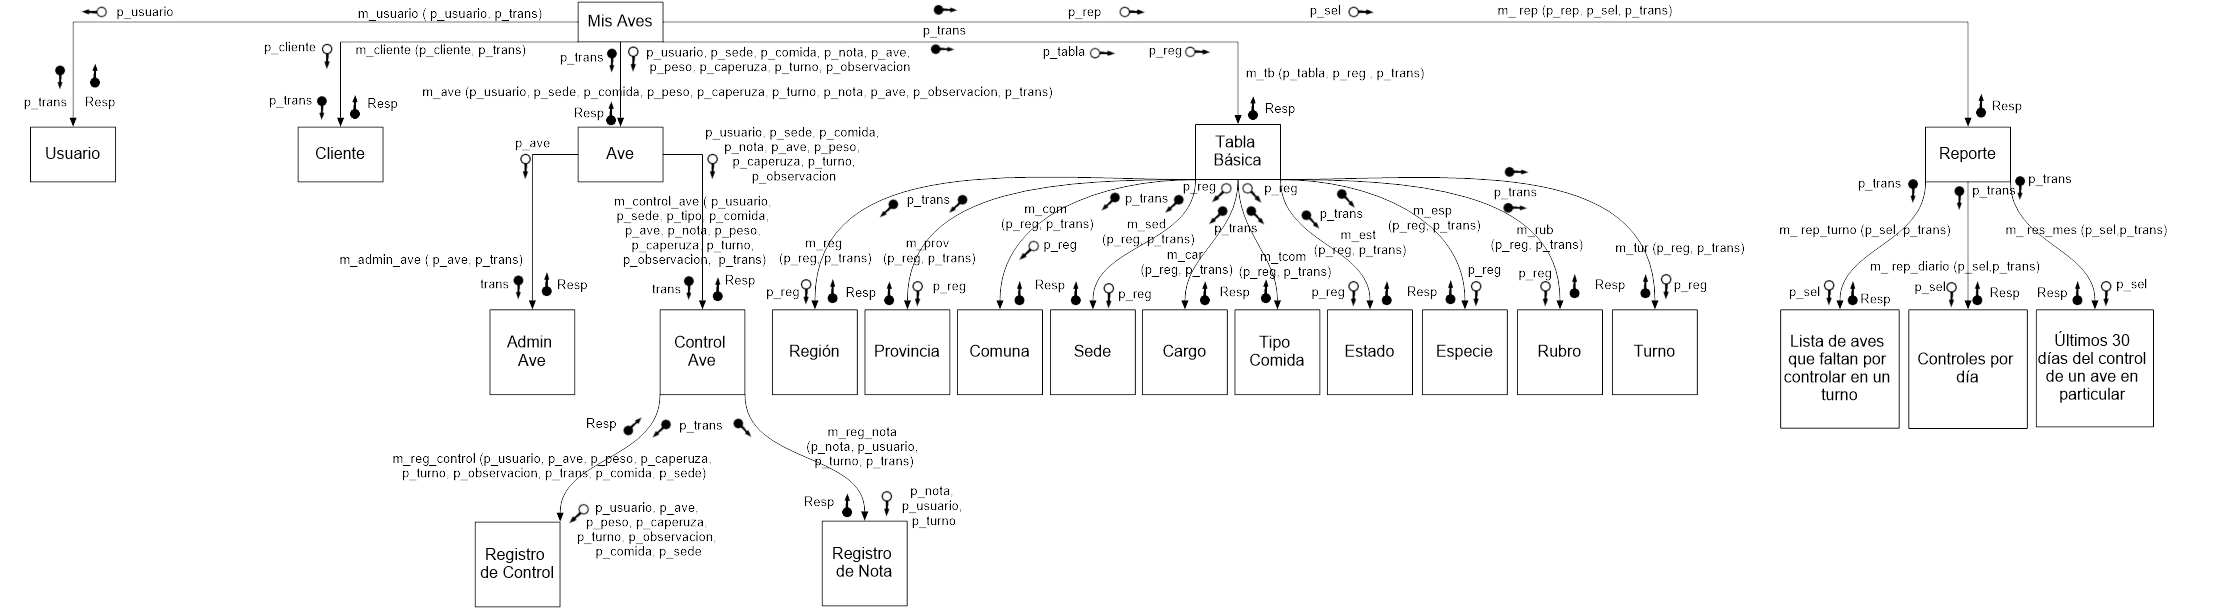 p_usuario
m_usuario ( p_usuario, p_trans)
Mis Aves
p_rep
p_sel
m_ rep (p_rep, p_sel, p_trans)
p_trans
p_cliente
m_cliente (p_cliente, p_trans)
p_trans
p_usuario, p_sede, p_comida, p_nota, p_ave,
p_peso, p_caperuza, p_turno, p_observacion
p_tabla
p_reg
m_tb (p_tabla, p_reg , p_trans)
p_trans
Resp
p_trans
Resp
m_ave (p_usuario, p_sede, p_comida, p_peso, p_caperuza, p_turno, p_nota, p_ave, p_observacion, p_trans)
Resp
Resp
Resp
Usuario
Cliente
Ave
p_ave
p_usuario, p_sede, p_comida,
p_nota, p_ave, p_peso,
p_caperuza, p_turno,
p_observacion
Tabla
Básica
Reporte
m_control_ave ( p_usuario,
p_sede, p_tipo, p_comida,
p_ave, p_nota, p_peso,
p_caperuza, p_turno,
p_observacion, p_trans)
m_admin_ave ( p_ave, p_trans)
trans
Resp
trans
Resp
p_trans
p_trans
p_reg
p_reg
p_trans
p_trans
p_trans
m_reg
(p_reg, p_trans)
m_prov
(p_reg, p_trans)
m_com
(p_reg, p_trans)
p_reg
m_sed
(p_reg, p_trans)
m_car
(p_reg, p_trans)
m_tcom
(p_reg, p_trans)
m_est
(p_reg, p_trans)
m_esp
(p_reg, p_trans)
m_rub
(p_reg, p_trans)
m_tur (p_reg, p_trans)
p_reg
Resp
p_reg
Resp
p_reg
Resp
p_reg
Resp
p_reg
p_reg
Resp
p_reg
p_trans
p_trans
p_trans
m_ rep_turno (p_sel, p_trans)
m_res_mes (p_sel,p_trans)
m_ rep_diario (p_sel,p_trans)
p_sel
Resp
p_sel
Resp
Resp
p_sel
Admin
Ave
Control
Ave
Región
Provincia
Comuna
Sede
Cargo
Tipo
Comida
Estado
Especie
Rubro
Turno
Lista de aves
que faltan por
controlar en un
turno
Controles por
día
Últimos 30
días del control
de un ave en
particular
Resp
p_trans
m_reg_control (p_usuario, p_ave, p_peso, p_caperuza,
p_turno, p_observacion, p_trans, p_comida, p_sede)
m_reg_nota
(p_nota, p_usuario,
p_turno, p_trans)
p_usuario, p_ave,
p_peso, p_caperuza,
p_turno, p_observacion,
p_comida, p_sede
Resp
p_nota,
p_usuario,
p_turno
Registro
de Control
Registro
de Nota